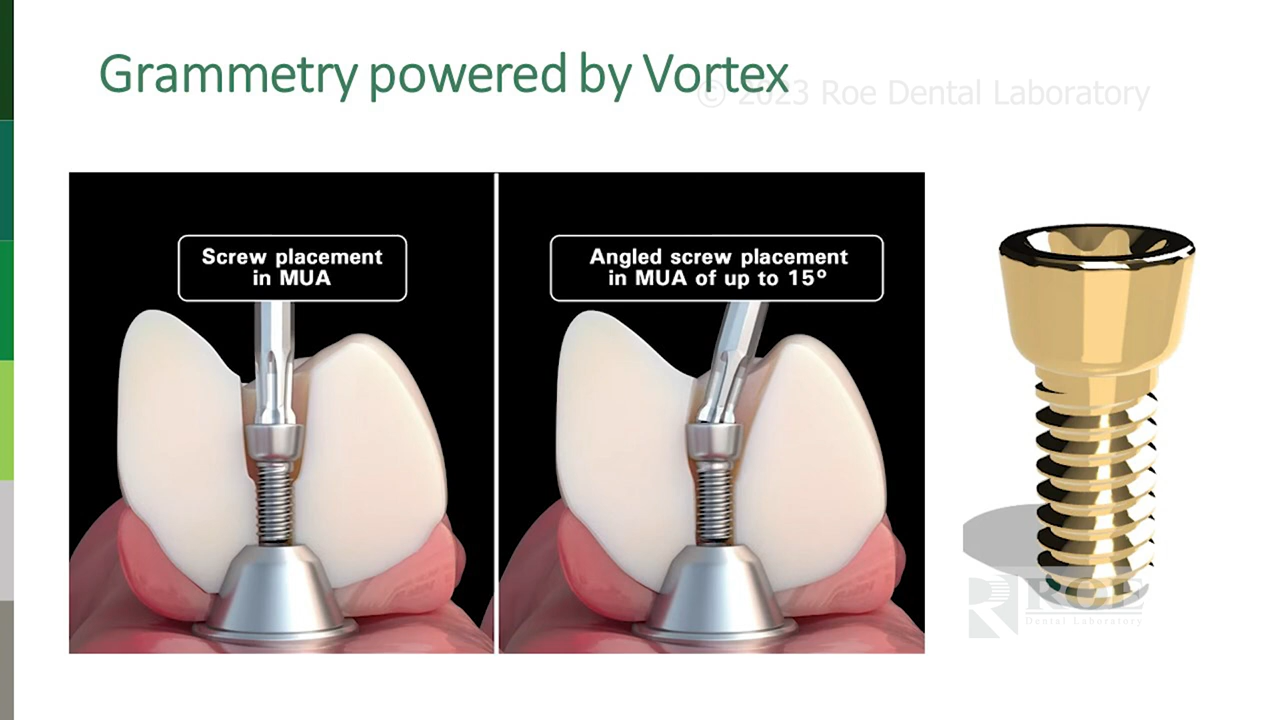 Grammetry powered by Vortex
© 2023 Roe Dental Laboratory
Screw placement
in MUA
Angled screw placement
in MUA of up to 15º
ROE
Dental Laboratory